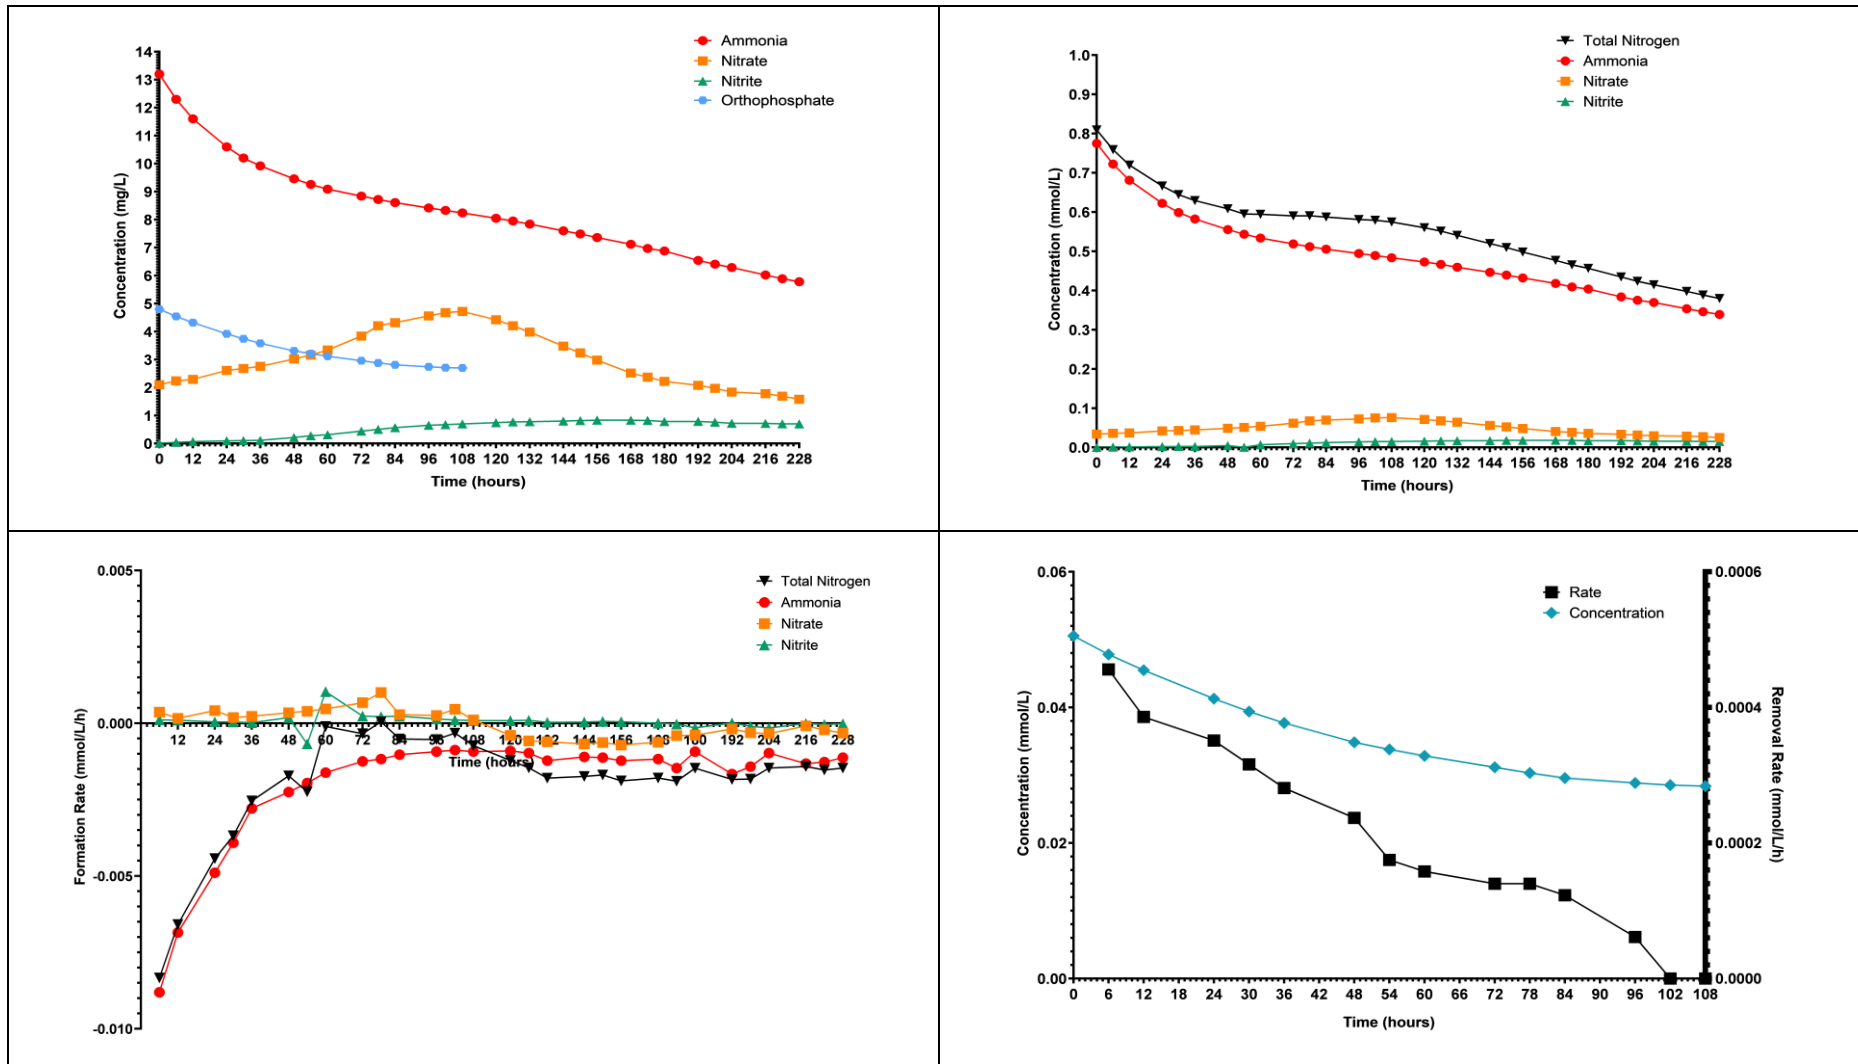 Ammonia
Nitrate
Nitrite
Orthophosphate
Concentration (mg/L)
14
13
12
11
10
9
8
7
6
5
4
3
2
1
0
0 12 24 36 48 60 72 84 96 108 120 132 144 156 168 180 192 204 216 228
Time (hours)
Total Nitrogen
Ammonia
Nitrate
Nitrite
Concentration (mmol/L)
1.0
0.9
0.8
0.7
0.6
0.5
0.4
0.3
0.2
0.1
0.0
0 12 24 36 48 60 72 84 96 108 120 132 144 156 168 180 192 204 216 228
Time (hours)
Total Nitrogen
Ammonia
Nitrate
Nitrite
Formation Rate (mmol/L/h)
0.005
0.000
-0.005
-0.010
12 24 36 48 60 72 84 96 108 120 132 144 156 168 180 192 204 216 228
Time (hours)
Rate
Concentration
Concentration (mmol/L)
0.06
0.04
0.02
0.00
0 6 12 18 24 30 36 42 48 54 60 66 72 78 84 90 96 102 108
Time (hours)
0.0006
0.0004
0.0002
0.0000
Removal Rate (mmol/L/h)